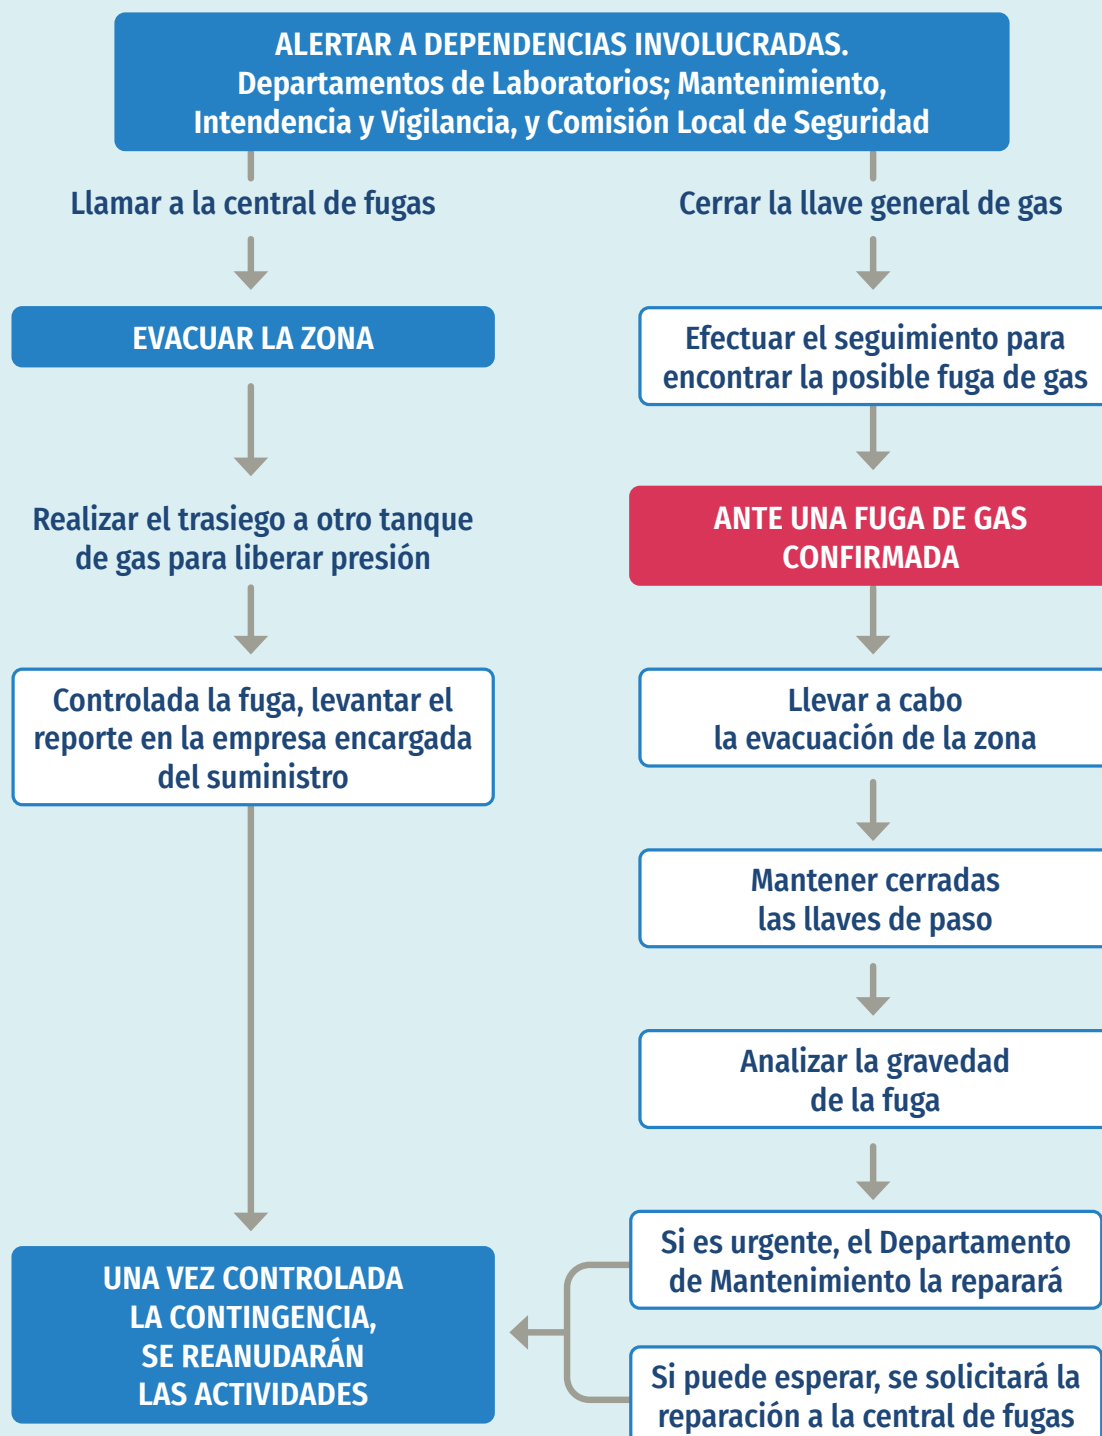 ALERTAR A DEPENDENCIAS INVOLUCRADAS.
Departamentos de Laboratorios; Mantenimiento,
Intendencia y Vigilancia, y Comisión Local de Seguridad
Llamar a la central de fugas
EVACUAR LA ZONA
Realizar el trasiego a otro tanque
de gas para liberar presión
Controlada la fuga, levantar el
reporte en la empresa encargada
del suministro
Cerrar la llave general de gas
Efectuar el seguimiento para
encontrar la posible fuga de gas
ANTE UNA FUGA DE GAS
CONFIRMADA
Llevar a cabo
la evacuación de la zona
Mantener cerradas
las llaves de paso
Analizar la gravedad
de la fuga
Si es urgente, el Departamento
de Mantenimiento la reparará
Si puede esperar, se solicitará la
reparación a la central de fugas
UNA VEZ CONTROLADA
LA CONTINGENCIA,
SE REANUDARÁN
LAS ACTIVIDADES